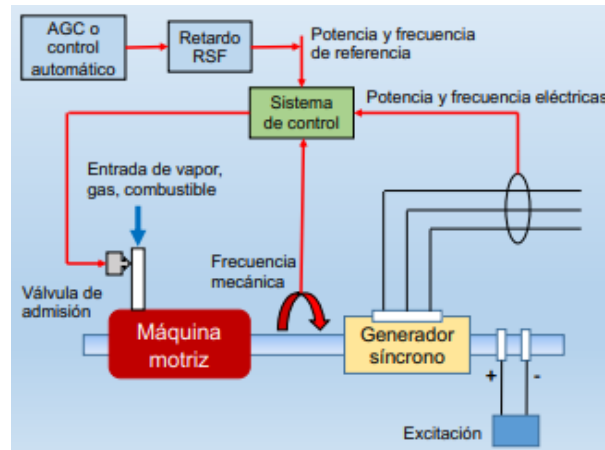 AGC o
control
automático
Retardo
RSF
Potencia y frecuencia
de referencia
Sistema
de control
Potencia y frecuencia eléctricas
Entrada de vapor,
gas, combustible
Frecuencia
mecánica
Válvula de
admisión
Máquina
motriz
Generador
síncrono
+ -
Excitación